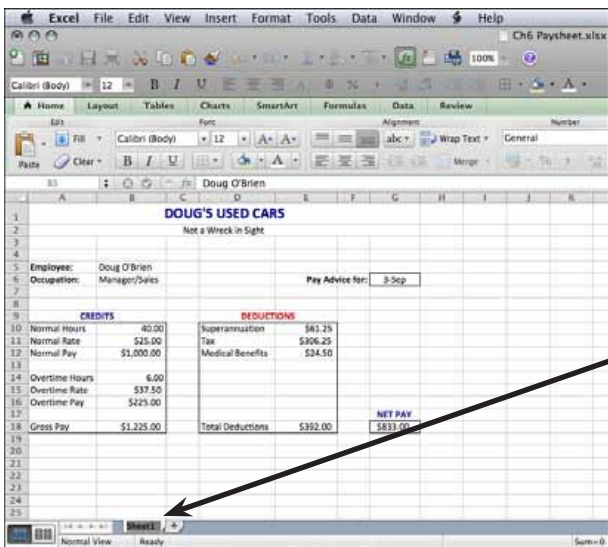 Excel File Edit View Insert Format Tools Data Window Help
Ch6 Paysheet.xlsx
100%
Calibri (Body) 12 B I U
Home Layout Tables Charts SmartArt Formulas Data Review
Edit Font Alignment Number
Fill Calibri (Body) 12 A A abc Wrap Text General
Paste Clear B I U A Merge
B5 fx Doug O'Brien
A B C D E F G H I J K
1 DOUG'S USED CARS
2 Not a Wreck in Sight
3
4
5 Employee: Doug O'Brien
6 Occupation: Manager/Sales Pay Advice for: 3-Sep
7
8
9 CREDITS DEDUCTIONS
10 Normal Hours 40.00 Superannuation $61.25
11 Normal Rate $25.00 Tax $306.25
12 Normal Pay $1,000.00 Medical Benefits $24.50
13
14 Overtime Hours 6.00
15 Overtime Rate $37.50
16 Overtime Pay $225.00
17 NET PAY
18 Gross Pay $1,225.00 Total Deductions $392.00 $833.00
19
20
21
22
23
24
25
Sheet1 +
Normal View Ready Sum=0